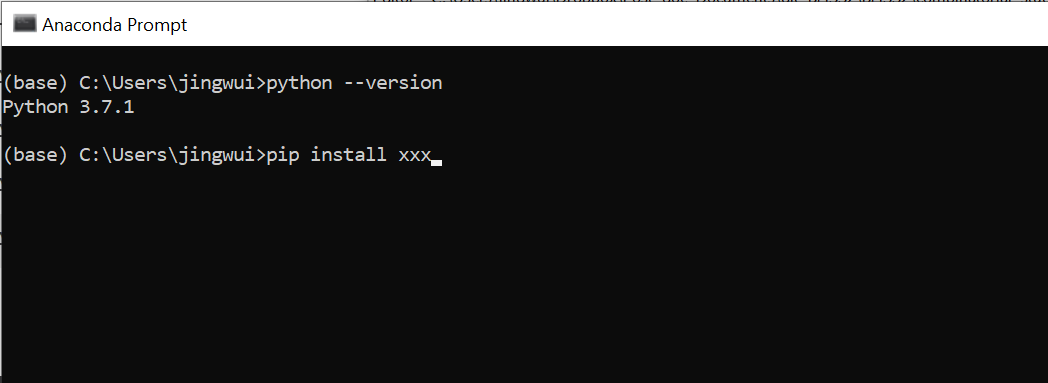 Anaconda Prompt
(base) C:\Users\jingwui>python --version
Python 3.7.1
(base) C:\Users\jingwui>pip install xxx